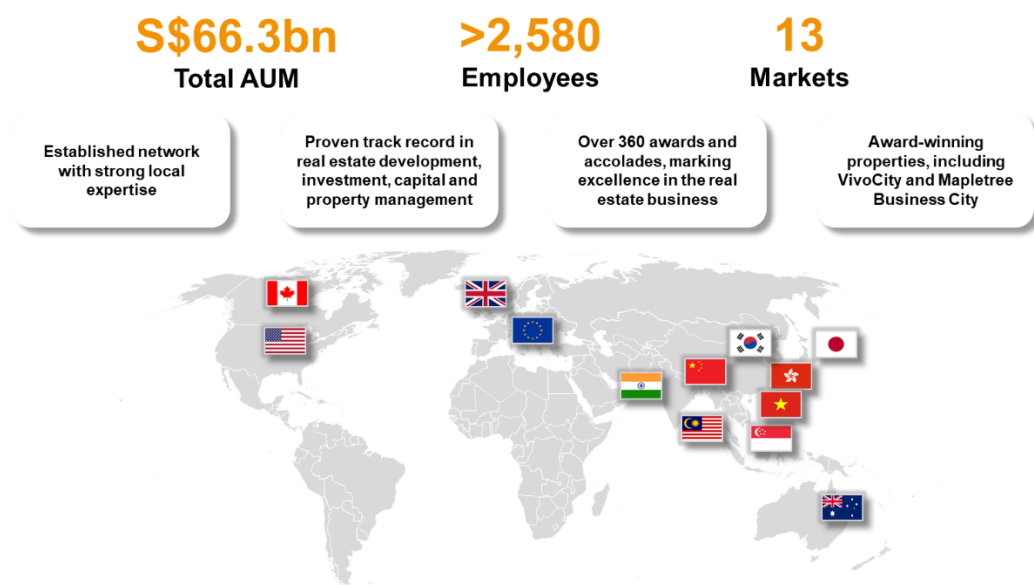 S$66.3bn
Total AUM
>2,580
Employees
13
Markets
Established network
with strong local
expertise
Proven track record in
real estate development,
investment, capital and
property management
Over 360 awards and
accolades, marking
excellence in the real
estate business
Award-winning
properties, including
VivoCity and Mapletree
Business City